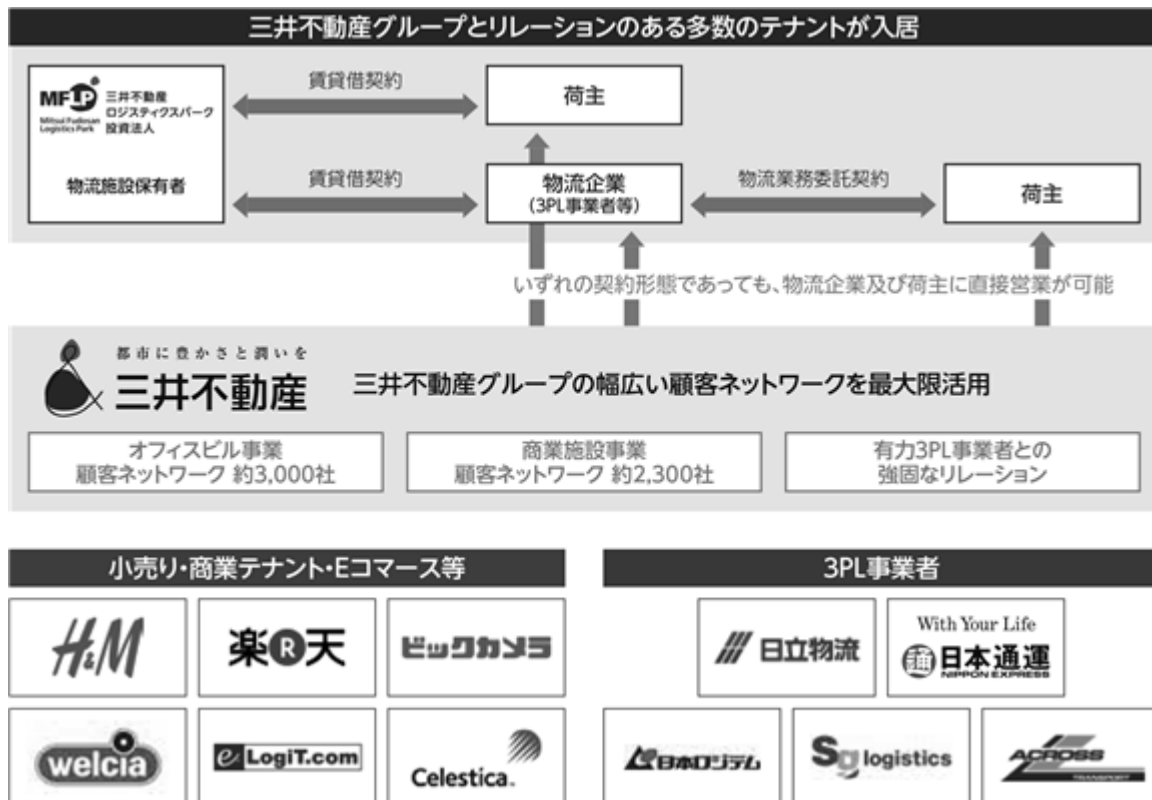 三井不動産グループとリレーションのある多数のテナントが入居
MFLP
Mitsui Fudosan
Logistics Park
三井不動産
ロジスティクスパーク
投資法人
物流施設保有者
賃貸借契約
荷主
賃貸借契約
物流企業
(3PL事業者等)
物流業務委託契約
荷主
いずれの契約形態であっても、物流企業及び荷主に直接営業が可能
都市に豊かさと潤いを
三井不動産
三井不動産グループの幅広い顧客ネットワークを最大限活用
オフィスビル事業
顧客ネットワーク 約3,000社
商業施設事業
顧客ネットワーク 約2,300社
有力3PL事業者との
強固なリレーション
小売り・商業テナント・Eコマース等
H&M
楽R天
ビックカメラ
welcia
e LogiT.com
Celestica.
3PL事業者
日立物流
With Your Life
通 日本通運
NIPPON EXPRESS
日本ロジテム
Sg logistics
ACROSS
TRANSPORT